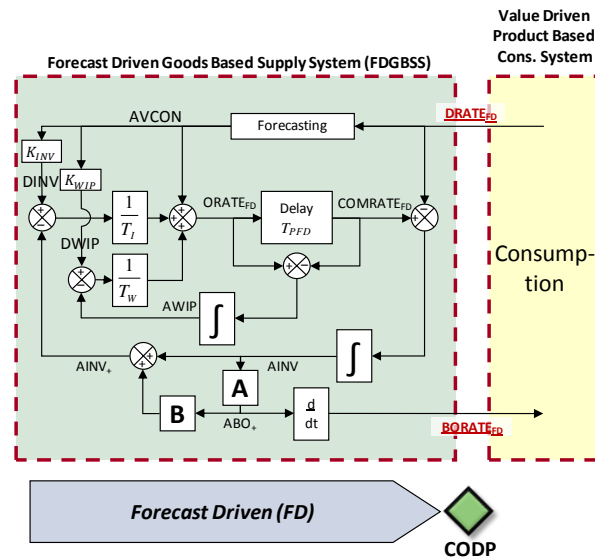 Value Driven
Product Based
Cons. System
Forecast Driven Goods Based Supply System (FDGBSS)
AVCON
Forecasting
DRATE_FD
K_INV
K_WIP
DINV
+
−
1
T_I
+
+
+
ORATE_FD
Delay
T_PFD
COMRATE_FD
+
−
DWIP
+
−
1
T_W
+
−
Consump-
tion
AWIP
∫
AINV₊
+
+
AINV
∫
A
B
ABO₊
d
dt
BORATE_FD
Forecast Driven (FD)
CODP